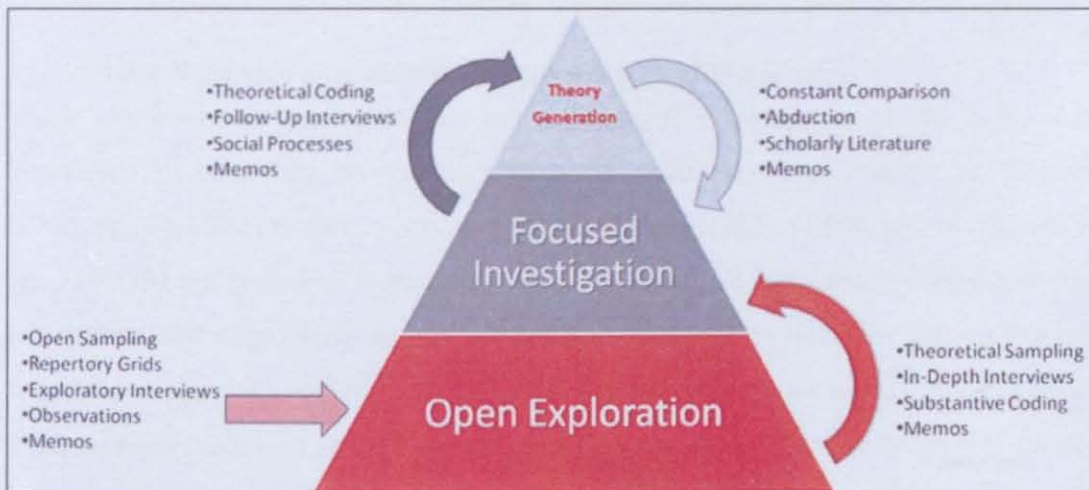 Theory
Generation
•Theoretical Coding
•Follow-Up Interviews
•Social Processes
•Memos
•Constant Comparison
•Abduction
•Scholarly Literature
•Memos
Focused
Investigation
•Open Sampling
•Repertory Grids
•Exploratory Interviews
•Observations
•Memos
•Theoretical Sampling
•In-Depth Interviews
•Substantive Coding
•Memos
Open Exploration